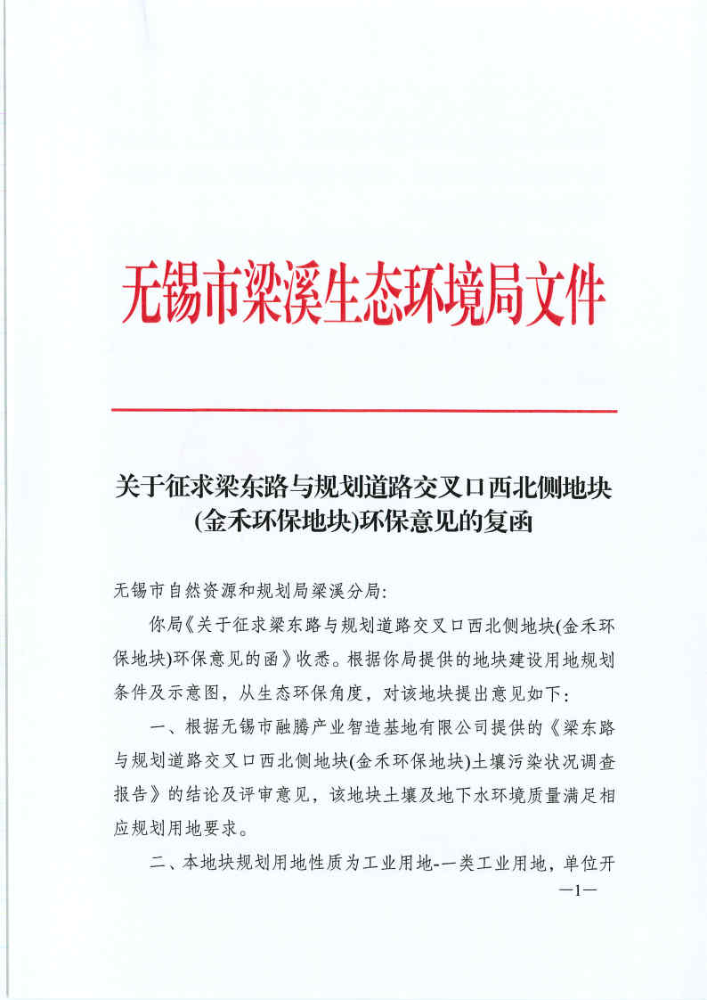 无锡市梁溪生态环境局文件
关于征求梁东路与规划道路交叉口西北侧地块
(金禾环保地块)环保意见的复函
无锡市自然资源和规划局梁溪分局:
你局《关于征求梁东路与规划道路交叉口西北侧地块(金禾环
保地块)环保意见的函》收悉。根据你局提供的地块建设用地规划
条件及示意图，从生态环保角度，对该地块提出意见如下：
一、根据无锡市融腾产业智造基地有限公司提供的《梁东路
与规划道路交叉口西北侧地块(金禾环保地块)土壤污染状况调查
报告》的结论及评审意见，该地块土壤及地下水环境质量满足相
应规划用地要求。
二、本地块规划用地性质为工业用地-一类工业用地，单位开
—1—